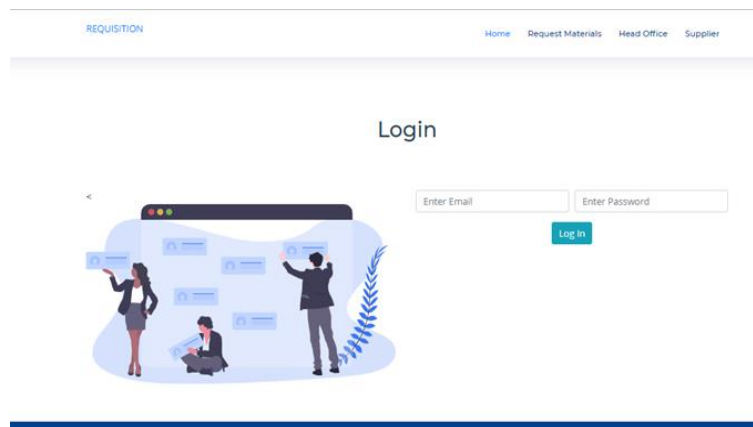 REQUISITION
Home Request Materials Head Office Supplier
Login
<
Enter Email Enter Password
Log In